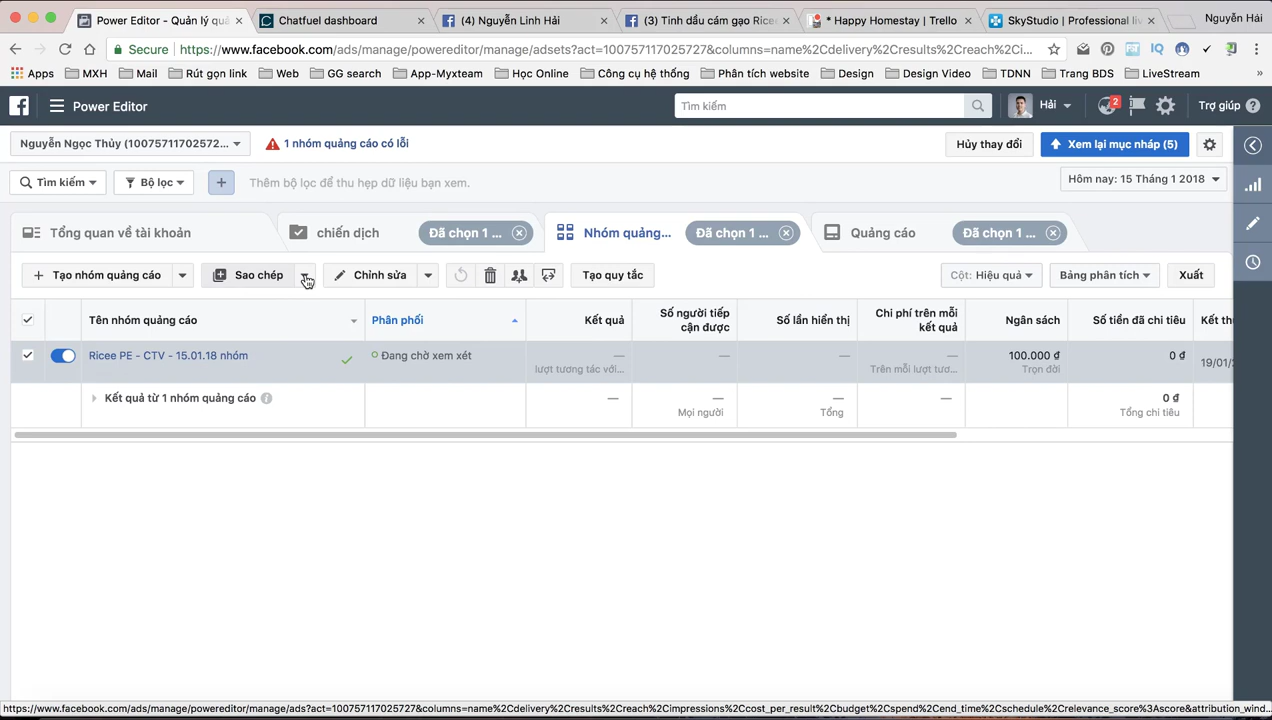 Power Editor - Quản lý quả
Chatfuel dashboard
(4) Nguyễn Linh Hải
(3) Tinh dầu cám gạo Ricee
* Happy Homestay | Trello
SkyStudio | Professional liv
Nguyễn Hải
Secure
https://www.facebook.com/ads/manage/powereditor/manage/adsets?act=100757117025727&columns=name%2Cdelivery%2Cresults%2Creach%2Ci...
Apps
MXH
Mail
Rút gọn link
Web
GG search
App-Myxteam
Học Online
Công cụ hệ thống
Phân tích website
Design
Design Video
TDNN
Trang BDS
LiveStream
»
Power Editor
Tìm kiếm
Hải
2
Trợ giúp
Nguyễn Ngọc Thủy (10075711702572...
1 nhóm quảng cáo có lỗi
Hủy thay đổi
Xem lại mục nháp (5)
Tìm kiếm
Bộ lọc
Thêm bộ lọc để thu hẹp dữ liệu bạn xem.
Hôm nay: 15 Tháng 1 2018
Tổng quan về tài khoản
chiến dịch
Đã chọn 1 ...
Nhóm quảng...
Đã chọn 1 ...
Quảng cáo
Đã chọn 1 ...
Tạo nhóm quảng cáo
Sao chép
Chỉnh sửa
Tạo quy tắc
Cột: Hiệu quả
Bảng phân tích
Xuất
Tên nhóm quảng cáo
Phân phối
Kết quả
Số người tiếp
cận được
Số lần hiển thị
Chi phí trên mỗi
kết quả
Ngân sách
Số tiền đã chi tiêu
Kết thú
Ricee PE - CTV - 15.01.18 nhóm
Đang chờ xem xét
—
lượt tương tác với...
—
—
—
Trên mỗi lượt tươ...
100.000 ₫
Trọn đời
0 ₫
19/01/2
Kết quả từ 1 nhóm quảng cáo
—
—
Mọi người
—
Tổng
—
0 ₫
Tổng chi tiêu
https://www.facebook.com/ads/manage/powereditor/manage/ads?act=100757117025727&columns=name%2Cdelivery%2Cresults%2Creach%2Cimpressions%2Ccost_per_result%2Cbudget%2Cspend%2Cend_time%2Cschedule%2Crelevance_score%3Ascore&attribution_wind...